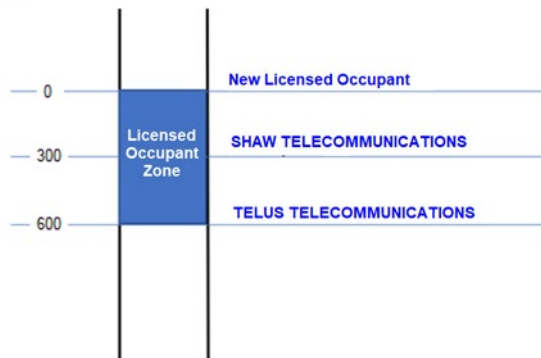 New Licensed Occupant
0
Licensed
Occupant
Zone
SHAW TELECOMMUNICATIONS
300
TELUS TELECOMMUNICATIONS
600